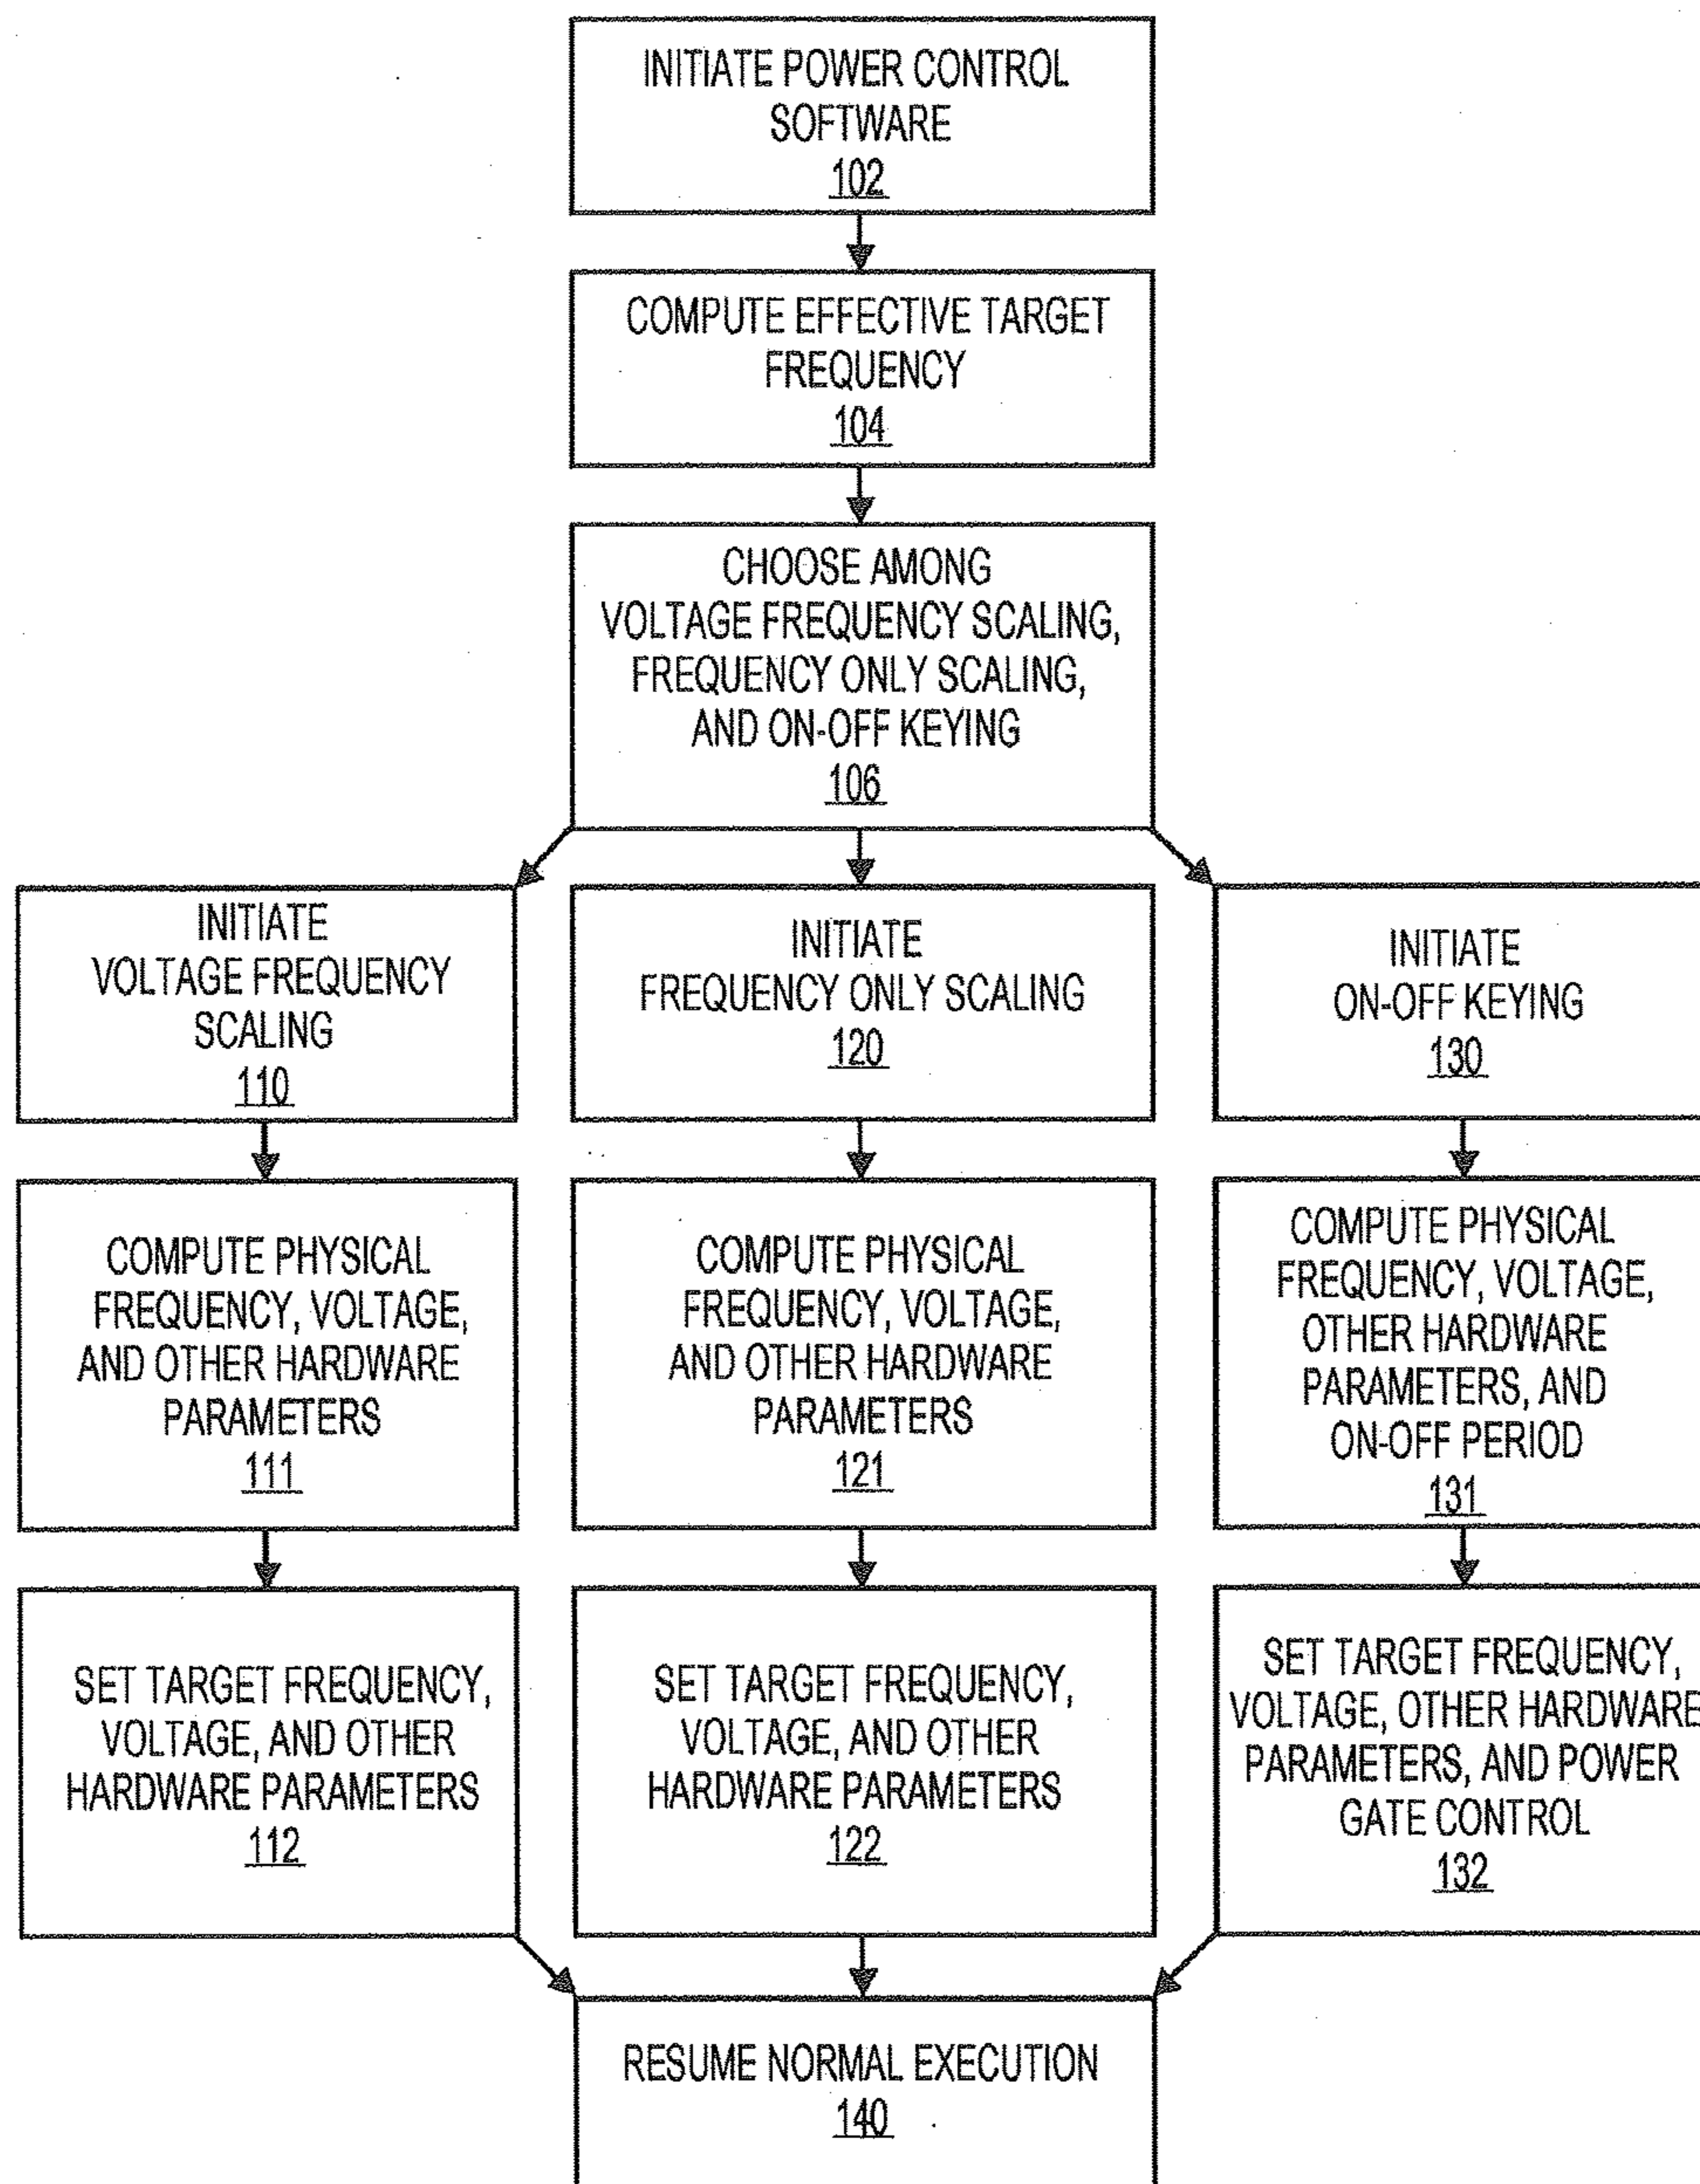 INITIATE POWER CONTROL
SOFTWARE
102
COMPUTE EFFECTIVE TARGET
FREQUENCY
104
CHOOSE AMONG
VOLTAGE FREQUENCY SCALING,
FREQUENCY ONLY SCALING,
AND ON-OFF KEYING
106
INITIATE
VOLTAGE FREQUENCY
SCALING
110
INITIATE
FREQUENCY ONLY SCALING
120
INITIATE
ON-OFF KEYING
130
COMPUTE PHYSICAL
FREQUENCY, VOLTAGE,
AND OTHER HARDWARE
PARAMETERS
111
COMPUTE PHYSICAL
FREQUENCY, VOLTAGE,
AND OTHER HARDWARE
PARAMETERS
121
COMPUTE PHYSICAL
FREQUENCY, VOLTAGE,
OTHER HARDWARE
PARAMETERS, AND
ON-OFF PERIOD
131
SET TARGET FREQUENCY,
VOLTAGE, AND OTHER
HARDWARE PARAMETERS
112
SET TARGET FREQUENCY,
VOLTAGE, AND OTHER
HARDWARE PARAMETERS
122
SET TARGET FREQUENCY,
VOLTAGE, OTHER HARDWARE
PARAMETERS, AND POWER
GATE CONTROL
132
RESUME NORMAL EXECUTION
140